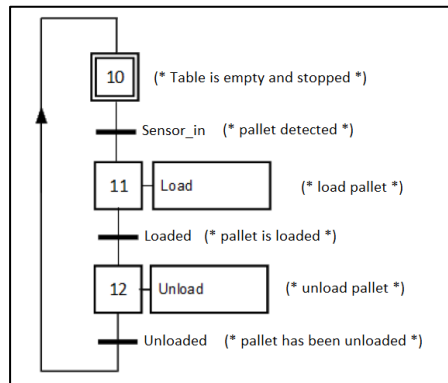 10 (* Table is empty and stopped *)
Sensor_in (* pallet detected *)
11 Load (* load pallet *)
Loaded (* pallet is loaded *)
12 Unload (* unload pallet *)
Unloaded (* pallet has been unloaded *)